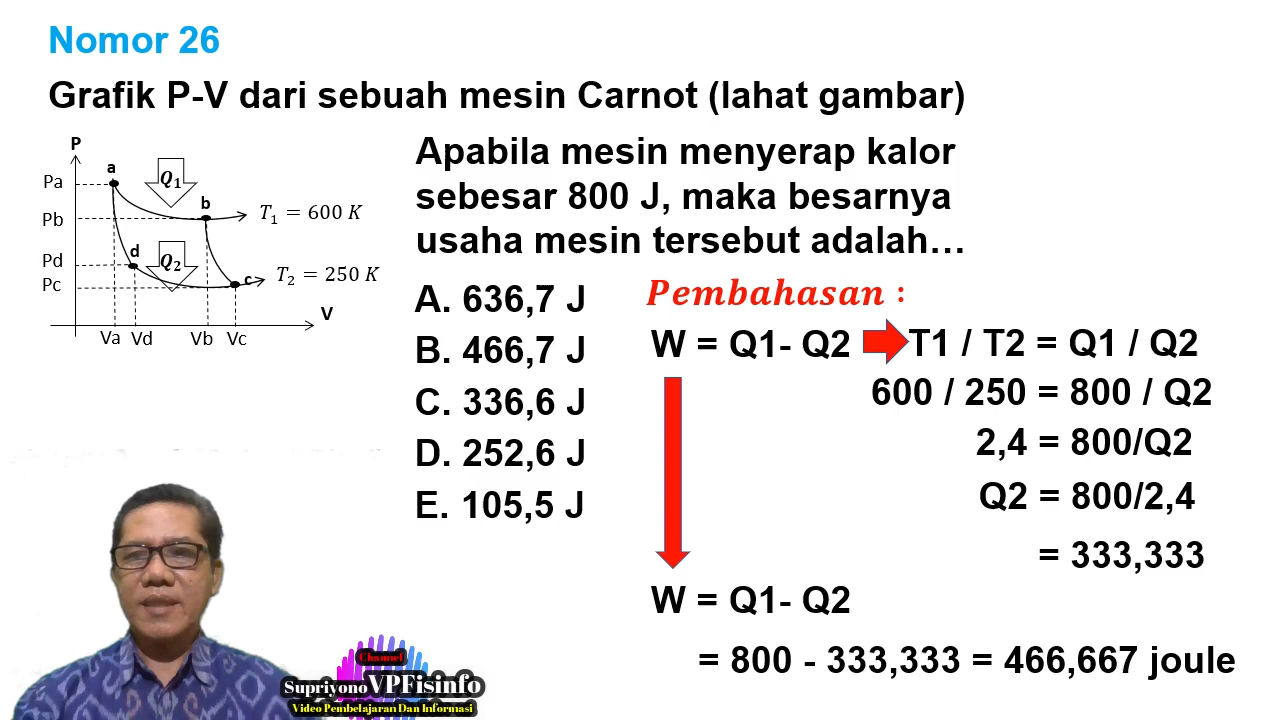 Nomor 26
Grafik P-V dari sebuah mesin Carnot (lahat gambar)
P
a
Q₁
Pa
b
T₁ = 600 K
Pb
d
Q₂
Pd
c
T₂ = 250 K
Pc
V
Va Vd Vb Vc
Apabila mesin menyerap kalor
sebesar 800 J, maka besarnya
usaha mesin tersebut adalah…
A. 636,7 J
B. 466,7 J
C. 336,6 J
D. 252,6 J
E. 105,5 J
Pembahasan :
W = Q1- Q2
T1 / T2 = Q1 / Q2
600 / 250 = 800 / Q2
2,4 = 800/Q2
Q2 = 800/2,4
= 333,333
W = Q1- Q2
= 800 - 333,333 = 466,667 joule
Channel
SupriyonoVPFisinfo
Video Pembelajaran Dan Informasi